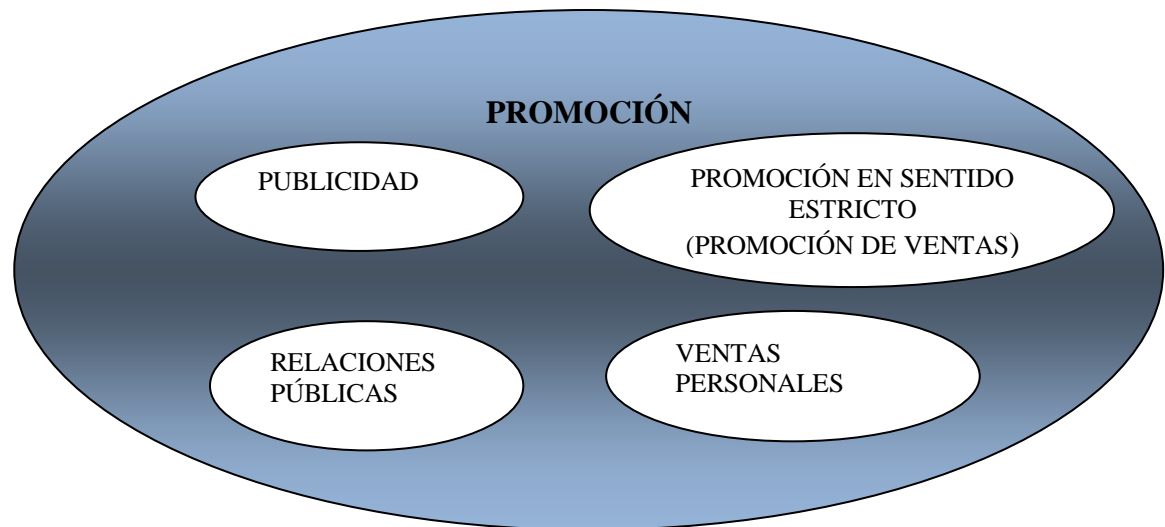 PROMOCIÓN
PUBLICIDAD
PROMOCIÓN EN SENTIDO
ESTRICTO
(PROMOCIÓN DE VENTAS)
RELACIONES
PÚBLICAS
VENTAS
PERSONALES